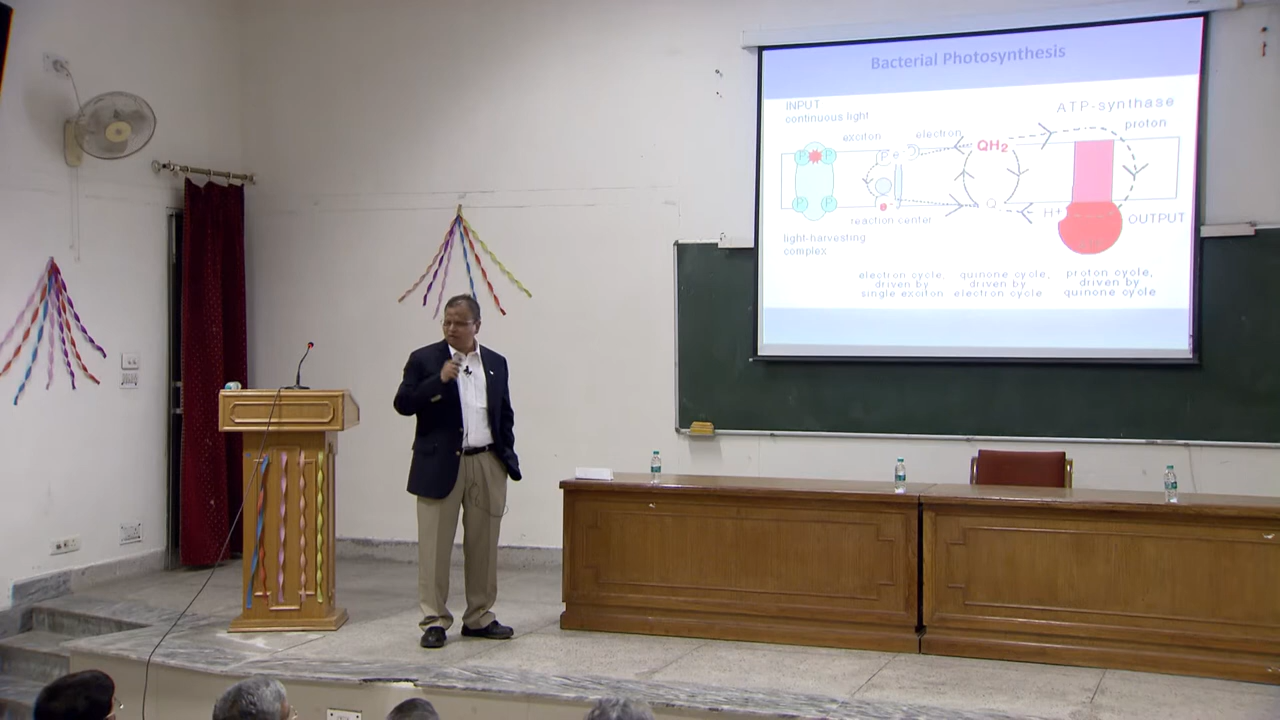 Bacterial Photosynthesis
INPUT
continuous light
ATP-synthase
exciton
electron
proton
P
P
P
e
QH2
P
P
Q
H+
OUTPUT
reaction center
light-harvesting
complex
electron cycle,
driven by
single exciton
quinone cycle,
driven by
electron cycle
proton cycle,
driven by
quinone cycle